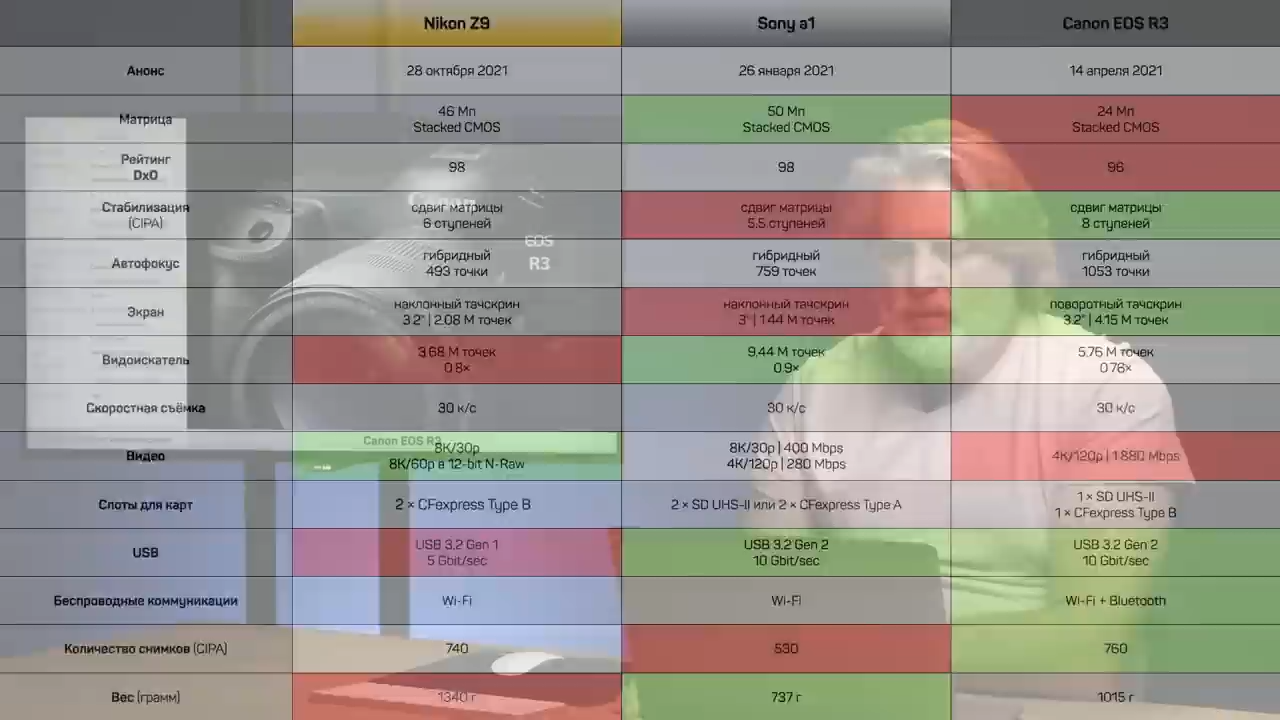 Nikon Z9
Sony a1
Canon EOS R3
Анонс
28 октября 2021
26 января 2021
14 апреля 2021
Матрица
46 Мп
Stacked CMOS
50 Мп
Stacked CMOS
24 Мп
Stacked CMOS
Рейтинг
DxO
98
98
96
Стабилизация
(CIPA)
сдвиг матрицы
6 ступеней
сдвиг матрицы
5.5 ступеней
сдвиг матрицы
8 ступеней
Canon
EOS
R3
Автофокус
гибридный
493 точки
гибридный
759 точек
гибридный
1053 точки
Экран
наклонный тачскрин
3.2" | 2.08 М точек
наклонный тачскрин
3" | 1.44 М точек
поворотный тачскрин
3.2" | 4.15 М точек
Видоискатель
3.68 М точек
0.8×
9.44 М точек
0.9×
5.76 М точек
0.76×
Скоростная съёмка
30 к/с
30 к/с
30 к/с
Canon EOS R3
Видео
8K/30p
8K/60p в 12-bit N-Raw
8K/30p | 400 Mbps
4K/120p | 280 Mbps
4K/120p | 1 880 Mbps
Слоты для карт
2 × CFexpress Type B
2 × SD UHS-II или 2 × CFexpress Type A
1 × SD UHS-II
1 × CFexpress Type B
USB
USB 3.2 Gen 1
5 Gbit/sec
USB 3.2 Gen 2
10 Gbit/sec
USB 3.2 Gen 2
10 Gbit/sec
Беспроводные коммуникации
Wi-Fi
Wi-Fi
Wi-Fi + Bluetooth
Количество снимков (CIPA)
740
530
760
Вес (грамм)
1340 г
737 г
1015 г